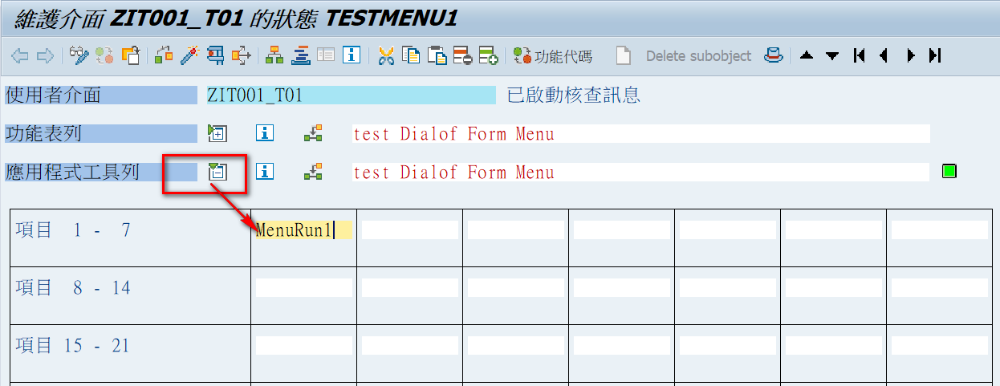 維護介面 ZIT001_T01 的狀態 TESTMENU1
功能代碼 Delete subobject
使用者介面 ZIT001_T01 已啟動核查訊息
功能表列 test Dialof Form Menu
應用程式工具列 test Dialof Form Menu
項目 1 - 7 MenuRun1
項目 8 - 14
項目 15 - 21